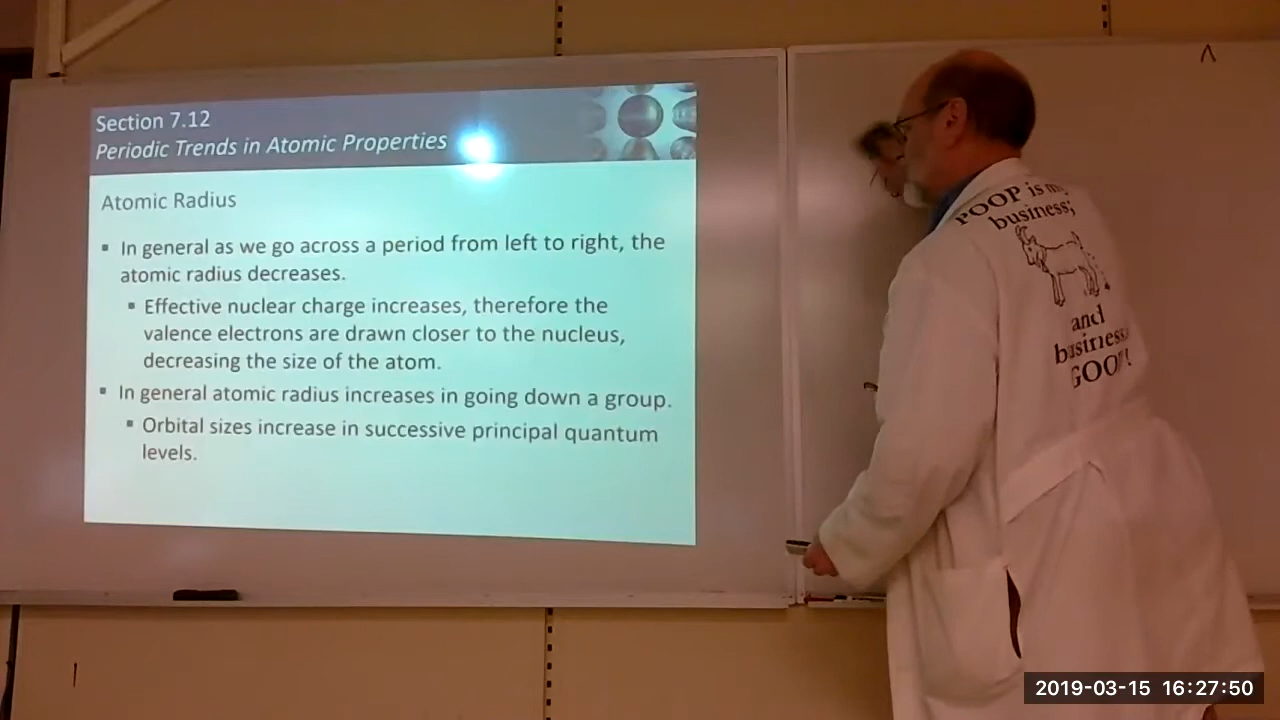 Section 7.12
Periodic Trends in Atomic Properties
Atomic Radius
▪ In general as we go across a period from left to right, the
atomic radius decreases.
▪ Effective nuclear charge increases, therefore the
valence electrons are drawn closer to the nucleus,
decreasing the size of the atom.
▪ In general atomic radius increases in going down a group.
▪ Orbital sizes increase in successive principal quantum
levels.
POOP is my
business;
and
business
GOOD!
2019-03-15 16:27:50